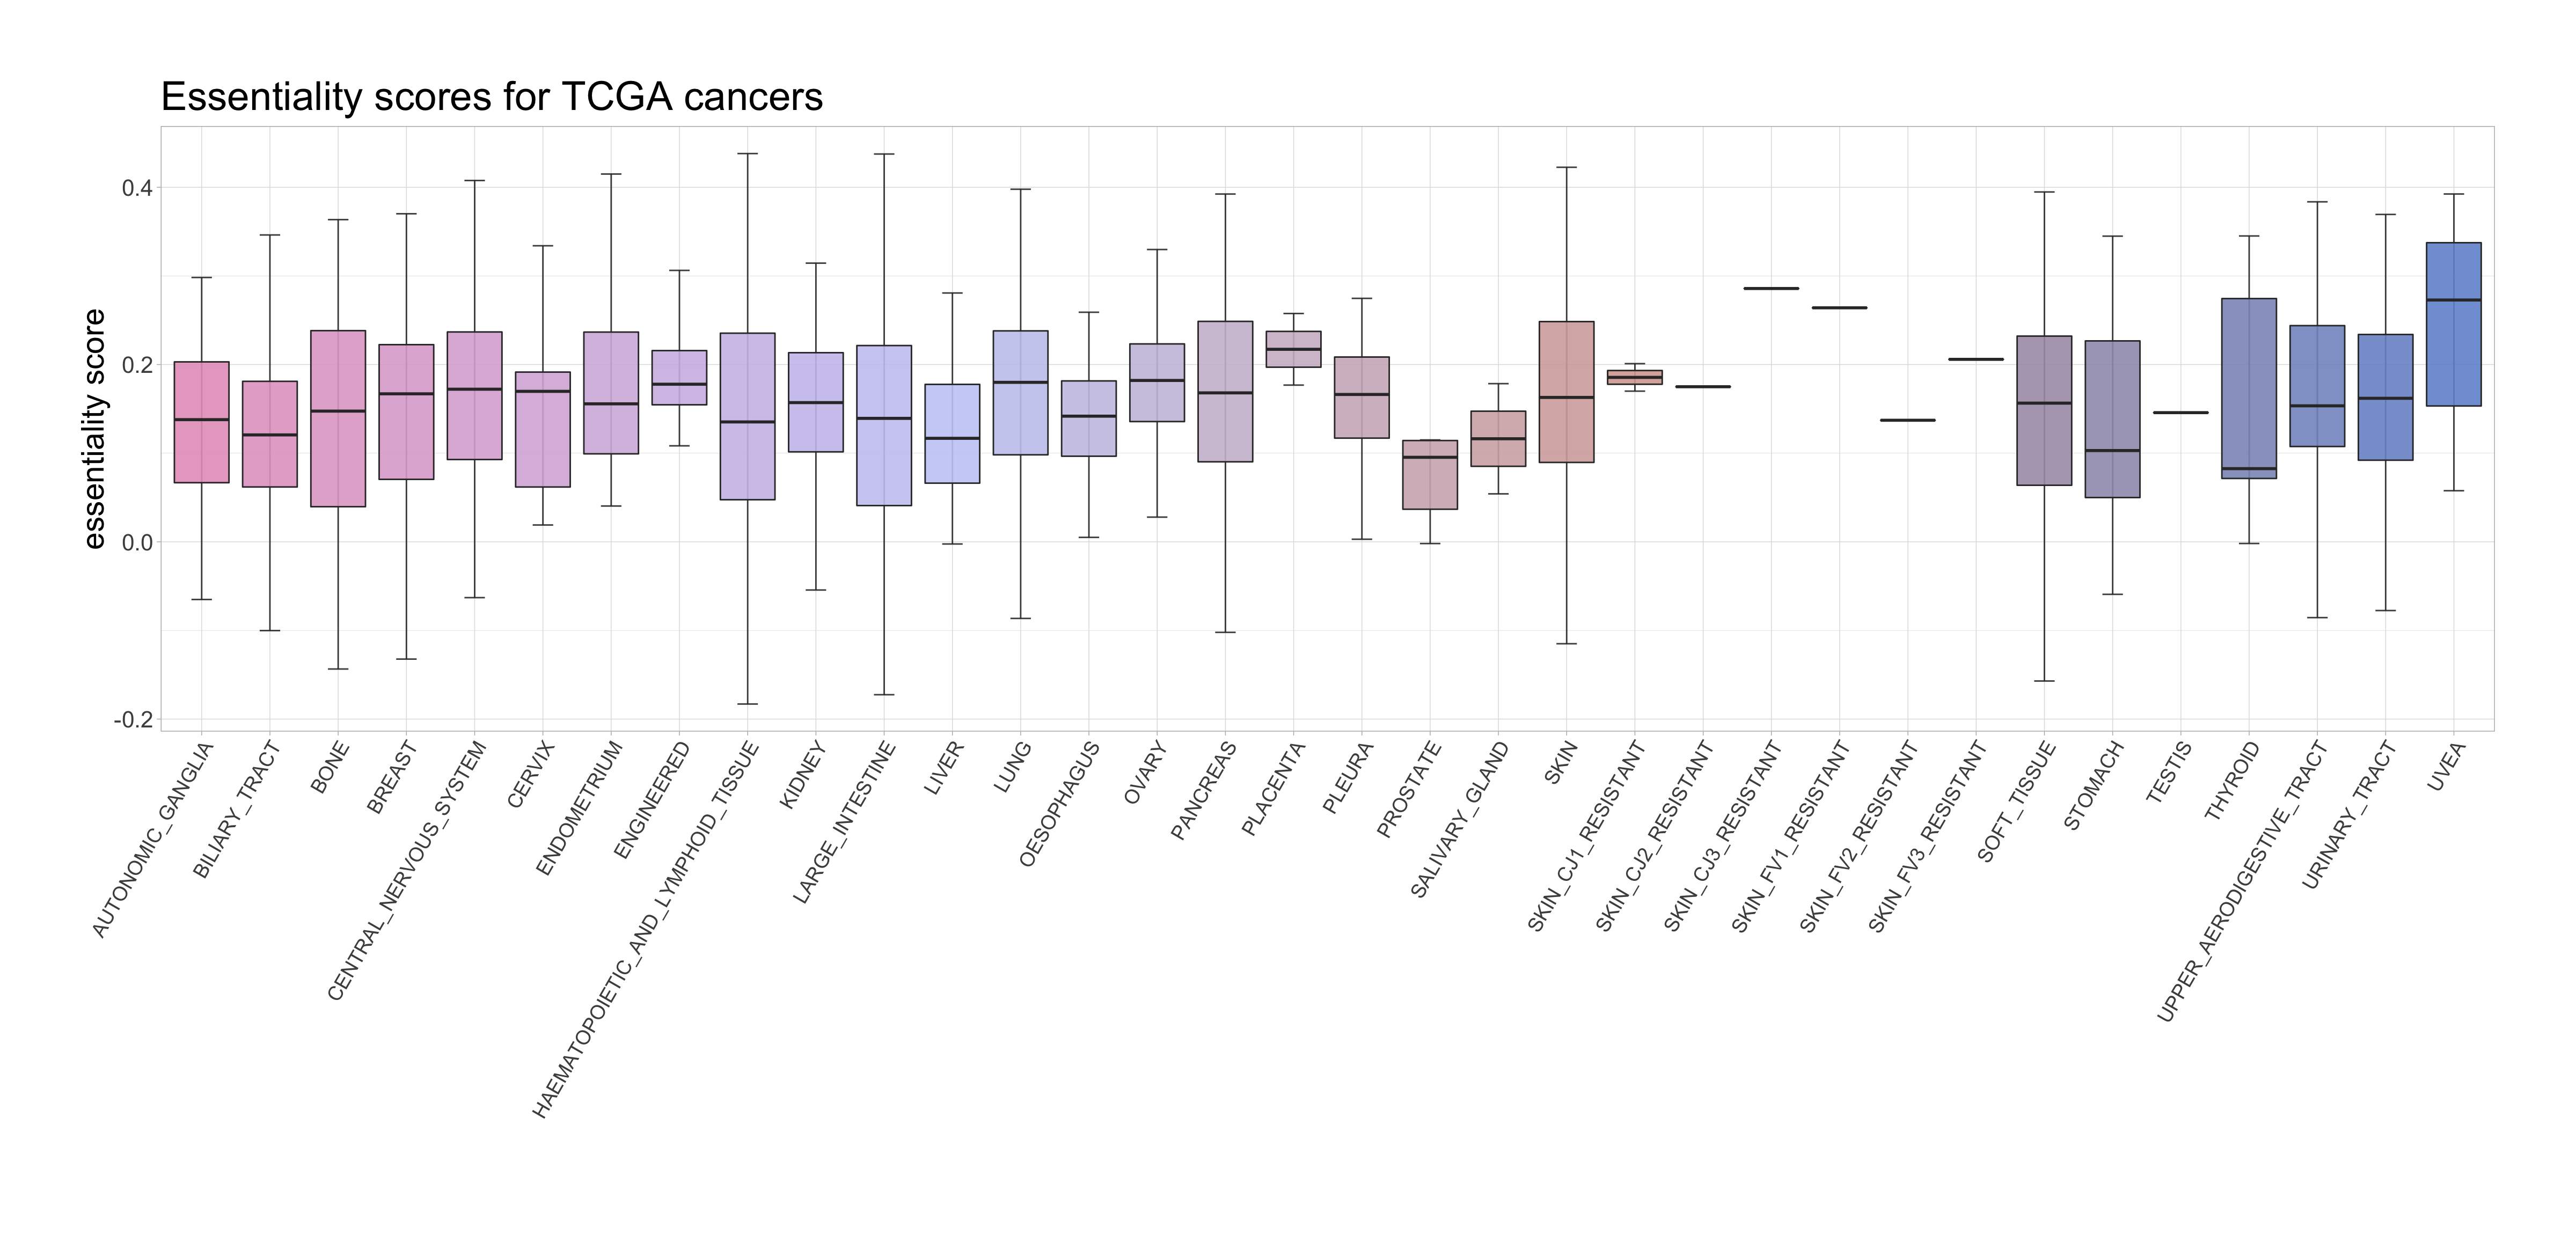 Essentiality scores for TCGA cancers
essentiality score
0.4
0.2
0.0
-0.2
AUTONOMIC_GANGLIA
BILIARY_TRACT
BONE
BREAST
CENTRAL_NERVOUS_SYSTEM
CERVIX
ENDOMETRIUM
ENGINEERED
HAEMATOPOIETIC_AND_LYMPHOID_TISSUE
KIDNEY
LARGE_INTESTINE
LIVER
LUNG
OESOPHAGUS
OVARY
PANCREAS
PLACENTA
PLEURA
PROSTATE
SALIVARY_GLAND
SKIN
SKIN_CJ1_RESISTANT
SKIN_CJ2_RESISTANT
SKIN_CJ3_RESISTANT
SKIN_FV1_RESISTANT
SKIN_FV2_RESISTANT
SKIN_FV3_RESISTANT
SOFT_TISSUE
STOMACH
TESTIS
THYROID
UPPER_AERODIGESTIVE_TRACT
URINARY_TRACT
UVEA